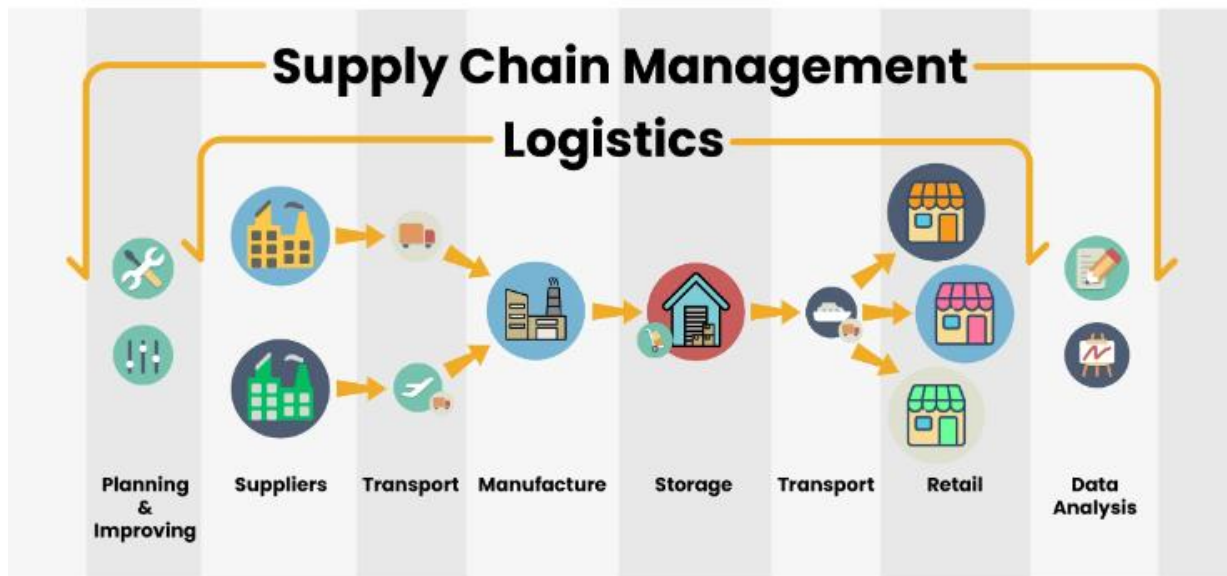 Supply Chain Management
Logistics
Planning
&
Improving
Suppliers
Transport
Manufacture
Storage
Transport
Retail
Data
Analysis